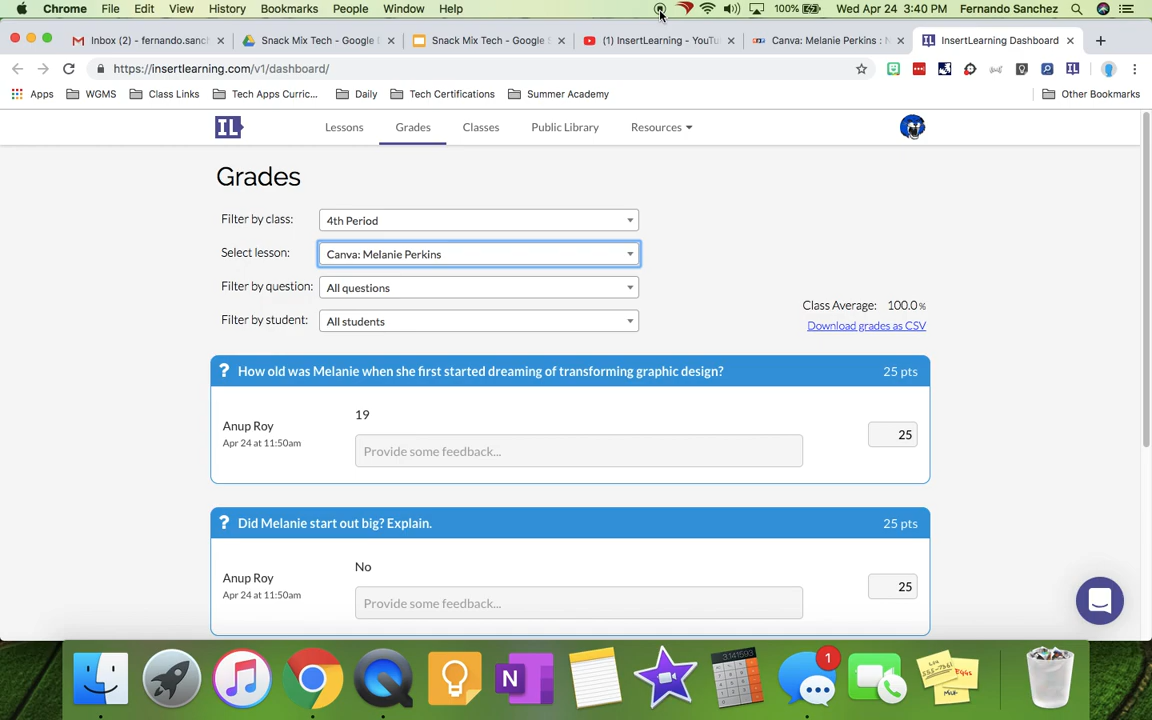 Chrome File Edit View History Bookmarks People Window Help 100% Wed Apr 24 3:40 PM Fernando Sanchez
Inbox (2) - fernando.sanc Snack Mix Tech - Google Snack Mix Tech - Google (1) InsertLearning - YouTu Canva: Melanie Perkins : InsertLearning Dashboard
https://insertlearning.com/v1/dashboard/
Apps WGMS Class Links Tech Apps Curric... Daily Tech Certifications Summer Academy Other Bookmarks
IL Lessons Grades Classes Public Library Resources
Grades
Filter by class: 4th Period
Select lesson: Canva: Melanie Perkins
Filter by question: All questions
Class Average: 100.0 %
Filter by student: All students
Download grades as CSV
? How old was Melanie when she first started dreaming of transforming graphic design? 25 pts
19
Anup Roy
25
Apr 24 at 11:50am
Provide some feedback...
? Did Melanie start out big? Explain. 25 pts
No
Anup Roy
25
Apr 24 at 11:50am
Provide some feedback...
1
3.141593
N
EGGS
MILK